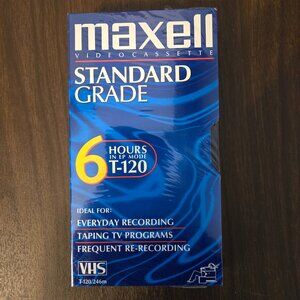 maxell
VIDEOCASSETTE
STANDARD
GRADE
6 HOURS
IN EP MODE
T-120
IDEAL FOR:
EVERYDAY RECORDING
TAPING TV PROGRAMS
FREQUENT RE-RECORDING
VHS
T-120/246m